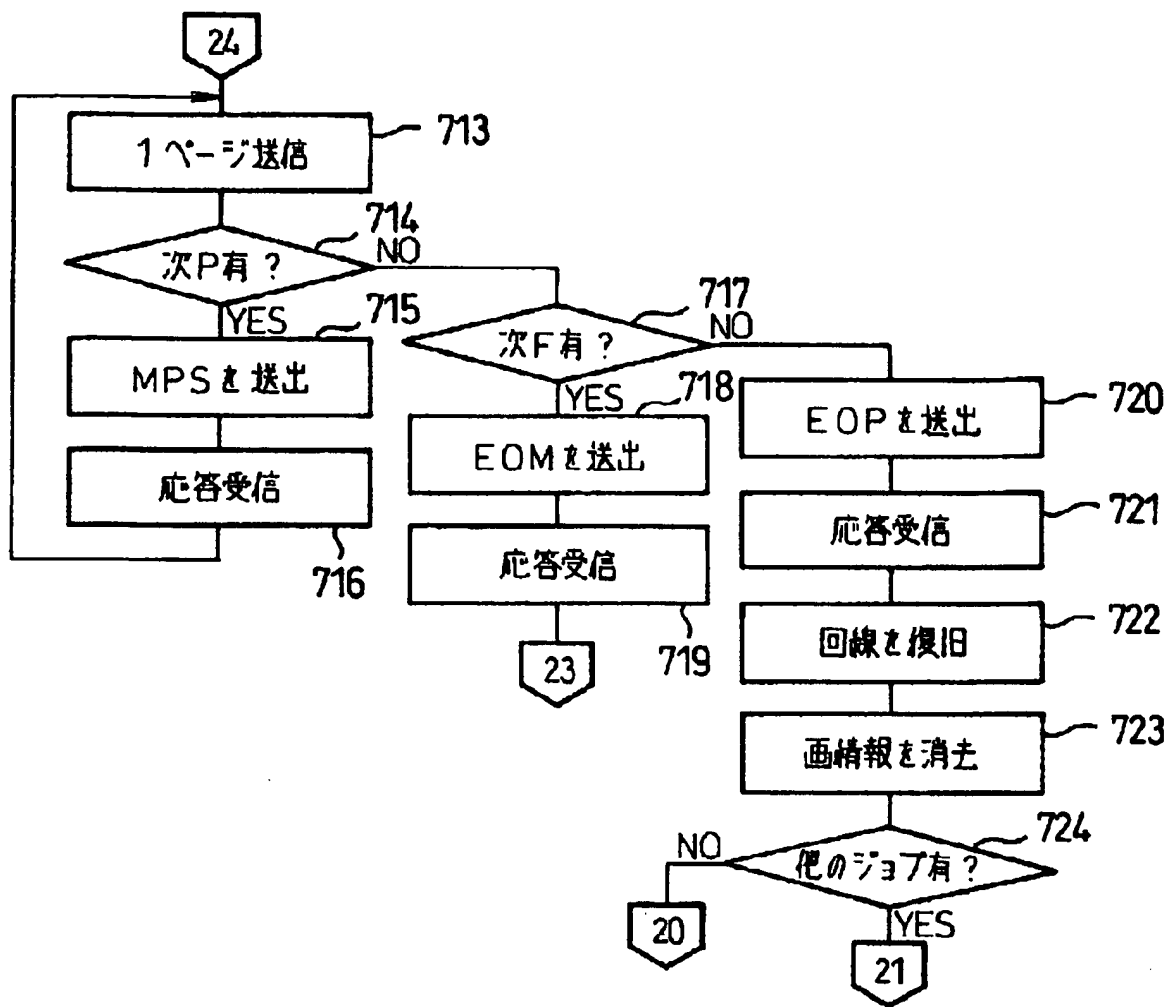 24
1ページ送信
713
次P有?
714
NO
YES
715
MPSを送出
応答受信
716
次F有?
717
NO
YES
718
EOMを送出
応答受信
719
23
EOPを送出
720
応答受信
721
回線を復旧
722
画情報を消去
723
他のジョブ有?
724
NO
20
YES
21